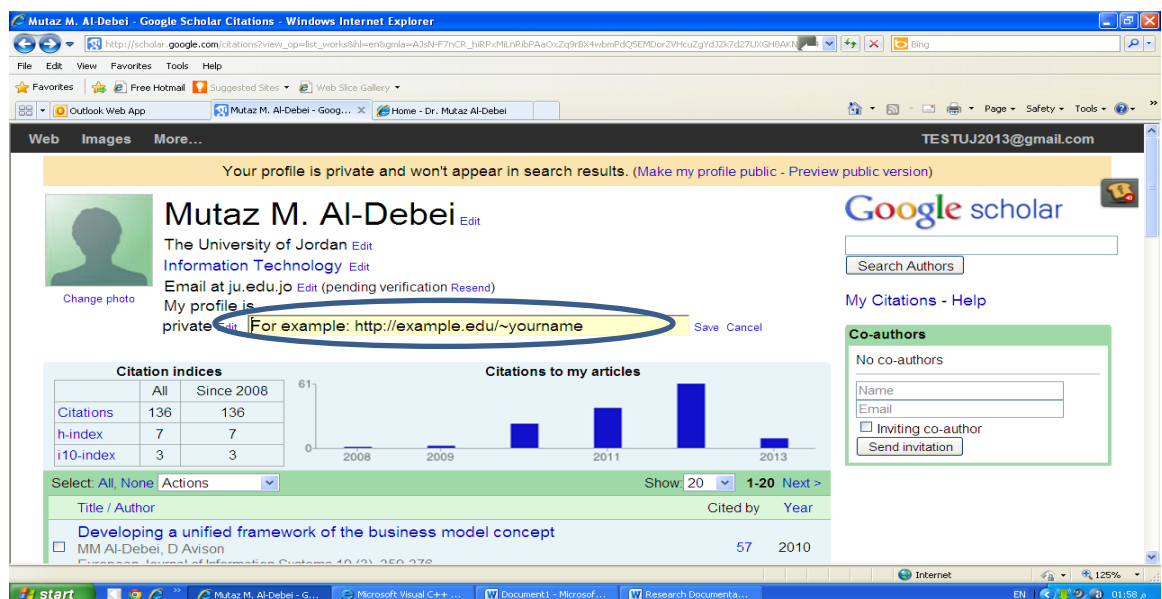 Mutaz M. Al-Debei - Google Scholar Citations - Windows Internet Explorer
http://scholar.google.com/citations?view_op=list_works&hl=en&gmla=AJsN-F7nCR_ Bing
File Edit View Favorites Tools Help
Favorites Free Hotmail Suggested Sites Web Slice Gallery
Outlook Web App Mutaz M. Al-Debei - Goog... Home - Dr. Mutaz Al-Debei Page Safety Tools
Web Images More... TESTUJ2013@gmail.com
Your profile is private and won't appear in search results. (Make my profile public - Preview public version)
Mutaz M. Al-Debei Edit
The University of Jordan Edit
Information Technology Edit
Email at ju.edu.jo Edit (pending verification Resend)
Change photo
My profile is
private Edit For example: http://example.edu/~yourname Save Cancel
Google scholar
Search Authors
My Citations - Help
Co-authors
No co-authors
Name
Email
Inviting co-author
Send invitation
Citation indices
All Since 2008
Citations 136 136
h-index 7 7
i10-index 3 3
Citations to my articles
61
0
2008 2009 2011 2013
Select: All, None Actions Show: 20 1-20 Next >
Title / Author Cited by Year
Developing a unified framework of the business model concept
MM Al-Debei, D Avison 57 2010
European Journal of Information Systems 19 (3), 359-376
Internet 125%
start Mutaz M. Al-Debei - G... Microsoft Visual C++ ... Document1 - Microsof... Research Documenta... EN 01:58 م